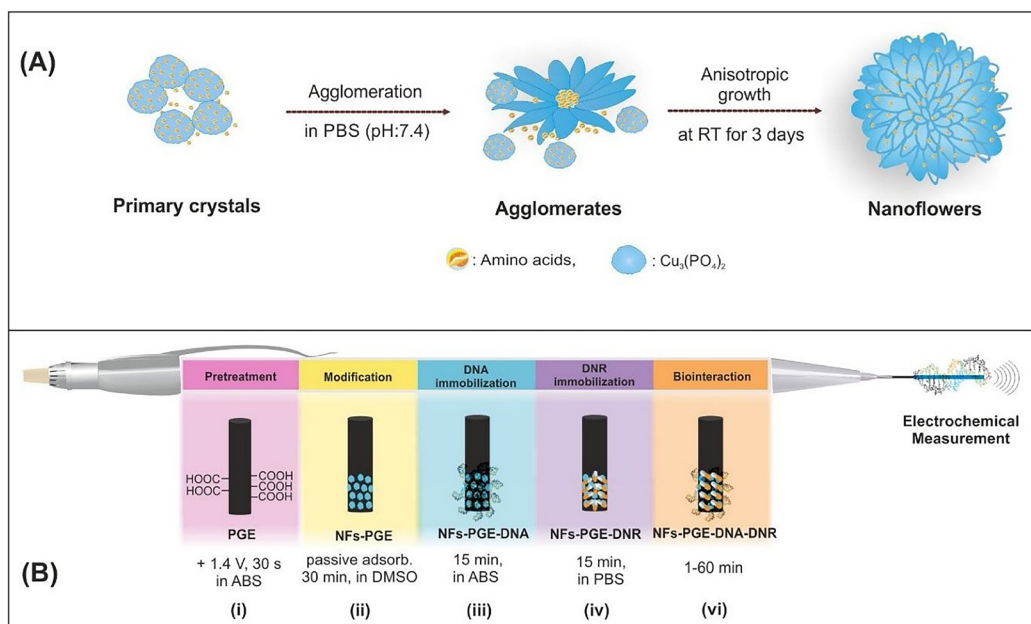 (A)
Agglomeration
in PBS (pH:7.4)
Anisotropic
growth
at RT for 3 days
Primary crystals
Agglomerates
Nanoflowers
: Amino acids,
: Cu₃(PO₄)₂
(B)
Pretreatment
Modification
DNA
immobilization
DNR
immobilization
Biointeraction
Electrochemical
Measurement
HOOC
HOOC
COOH
COOH
COOH
PGE
NFs-PGE
NFs-PGE-DNA
NFs-PGE-DNR
NFs-PGE-DNA-DNR
+ 1.4 V, 30 s
in ABS
passive adsorb.
30 min, in DMSO
15 min,
in ABS
15 min,
in PBS
1-60 min
(i)
(ii)
(iii)
(iv)
(vi)